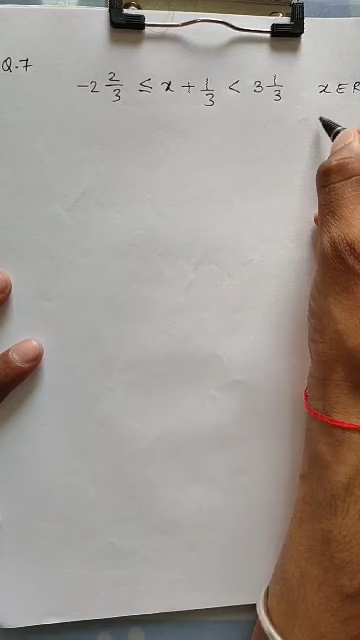 Q.7
-2 2/3 ≤ x + 1/3 < 3 1/3 x ∈ R